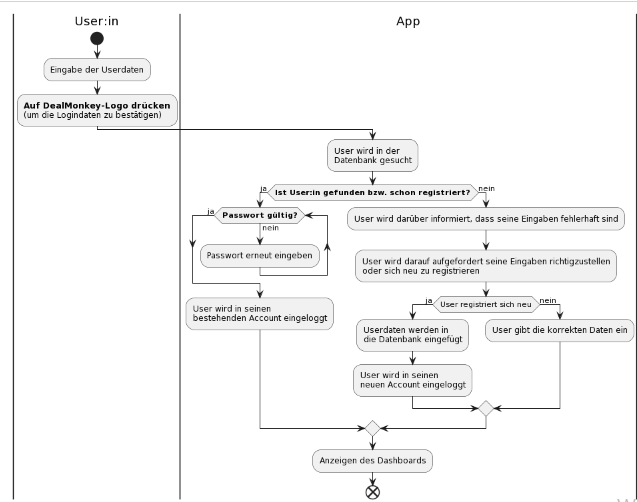 User:in
App
Eingabe der Userdaten
Auf DealMonkey-Logo drücken
(um die Logindaten zu bestätigen)
User wird in der
Datenbank gesucht
ja
Ist User:in gefunden bzw. schon registriert?
nein
ja
Passwort gültig?
nein
Passwort erneut eingeben
User wird in seinen
bestehenden Account eingeloggt
User wird darüber informiert, dass seine Eingaben fehlerhaft sind
User wird darauf aufgefordert seine Eingaben richtigzustellen
oder sich neu zu registrieren
ja
User registriert sich neu
nein
Userdaten werden in
die Datenbank eingefügt
User gibt die korrekten Daten ein
User wird in seinen
neuen Account eingeloggt
Anzeigen des Dashboards